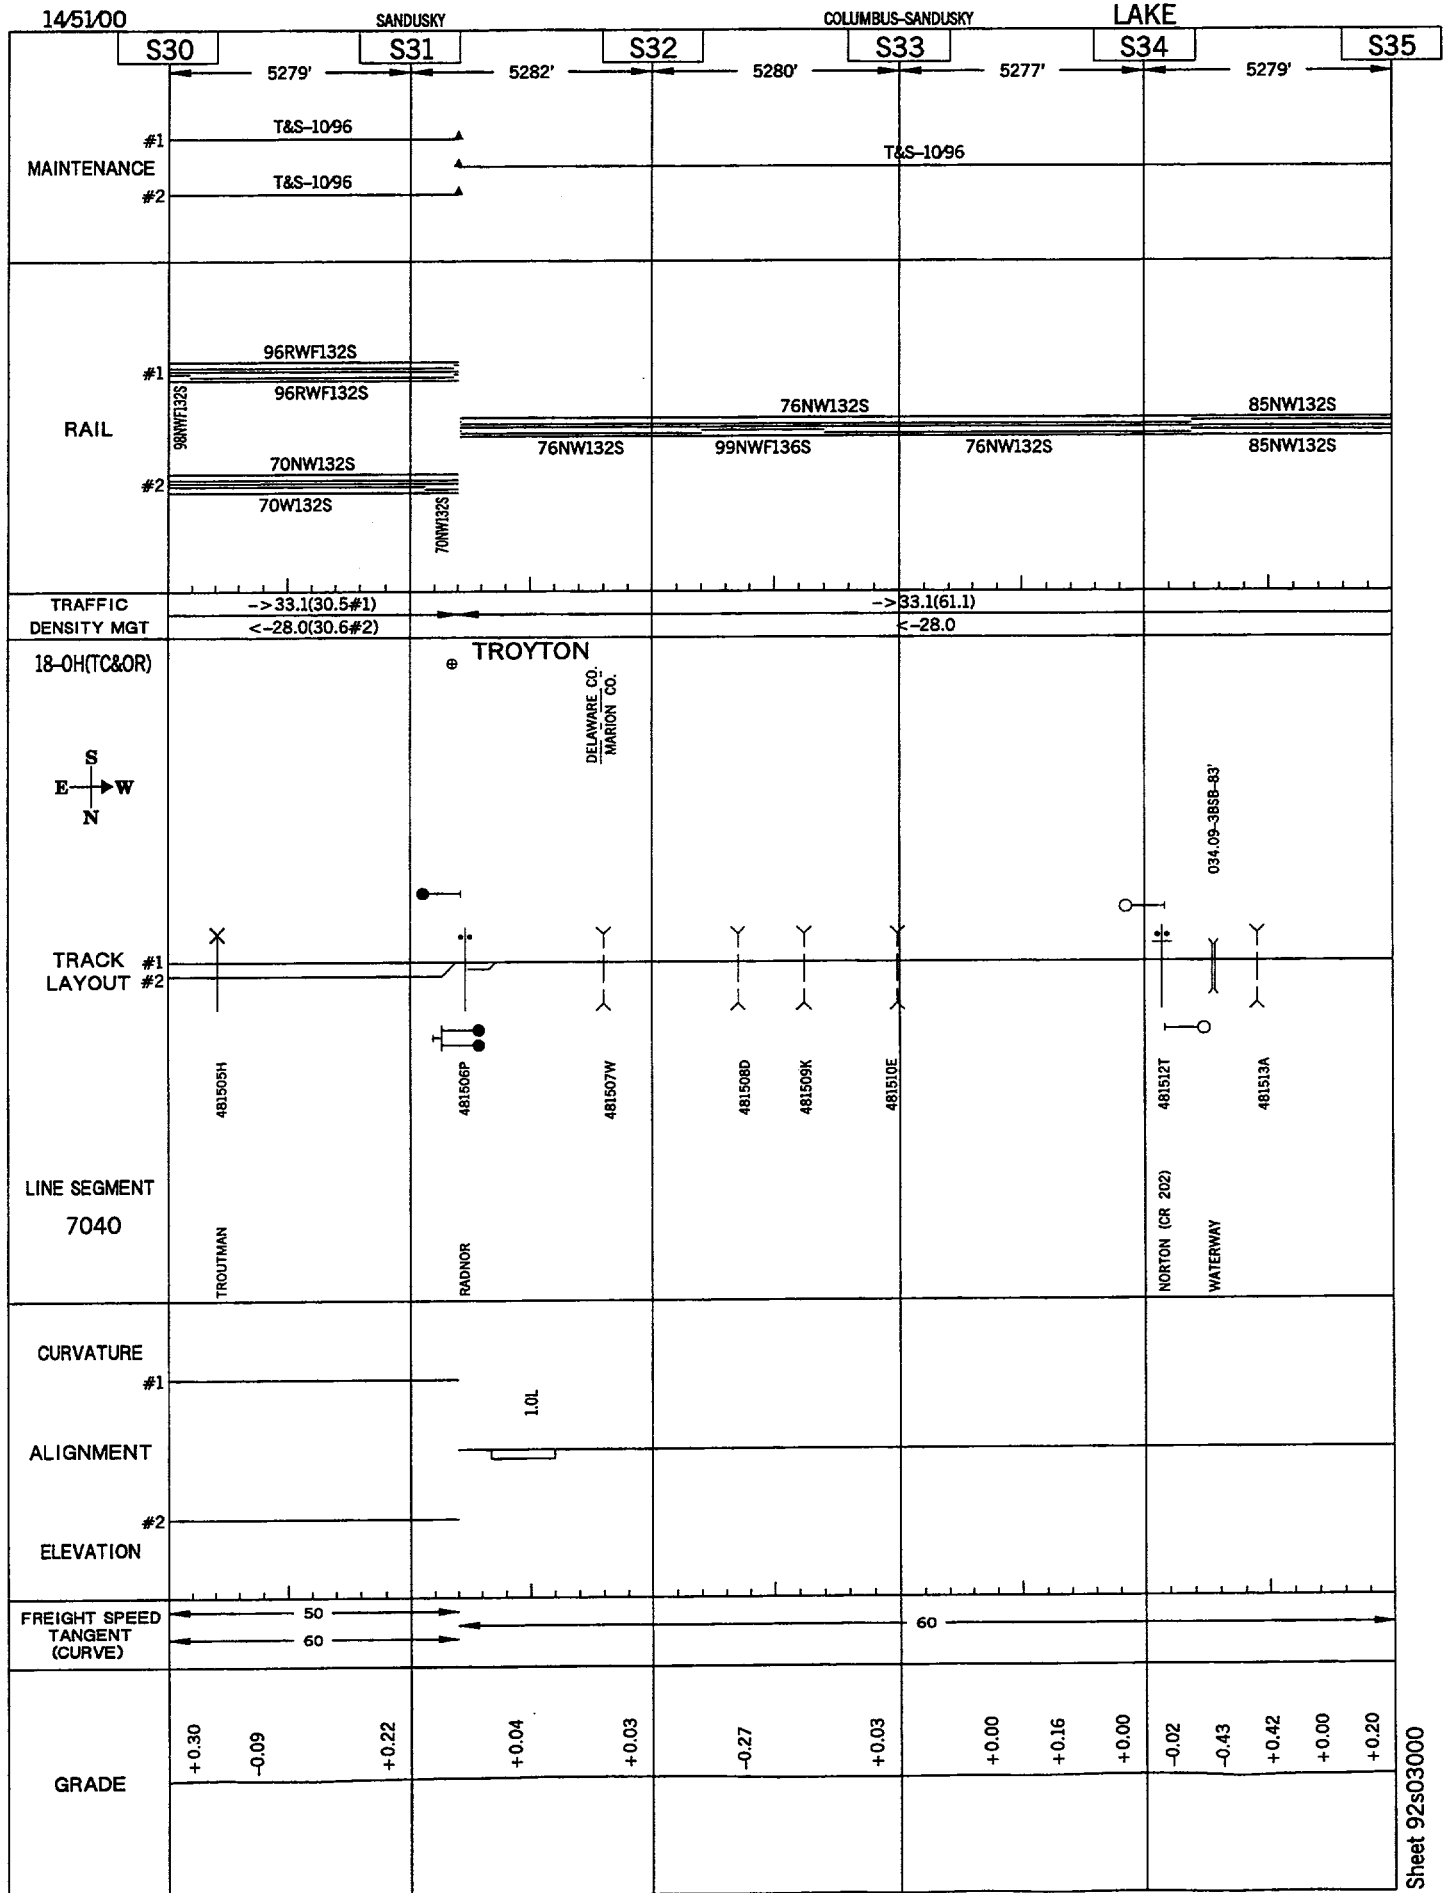 14/51/00 SANDUSKY COLUMBUS-SANDUSKY LAKE
S30 S31 S32 S33 S34 S35
5279' 5282' 5280' 5277' 5279'
#1 T&S-10/96
MAINTENANCE T&S-10/96
#2 T&S-10/96
96RWF132S
#1
96RWF132S
98NWF132S
RAIL
76NW132S 85NW132S
76NW132S 99NWF136S 76NW132S 85NW132S
70NW132S
#2
70W132S
70NW132S
TRAFFIC ->33.1(30.5#1) ->33.1(61.1)
DENSITY MGT <-28.0(30.6#2) <-28.0
18-0H(TC&OR) TROYTON
DELAWARE CO.
MARION CO.
S
E W
N
034.09-3BSB-83'
TRACK #1
LAYOUT #2
481505H 481506P 481507W 481508D 481509K 481510E 481512T 481513A
LINE SEGMENT
7040
TROUTMAN RADNOR NORTON (CR 202) WATERWAY
CURVATURE
#1
1.0L
ALIGNMENT
#2
ELEVATION
FREIGHT SPEED 50
TANGENT 60 60
(CURVE)
+0.30 -0.09 +0.22 +0.04 +0.03 -0.27 +0.03 +0.00 +0.16 +0.00 -0.02 -0.43 +0.42 +0.00 +0.20
GRADE
Sheet 92s03000